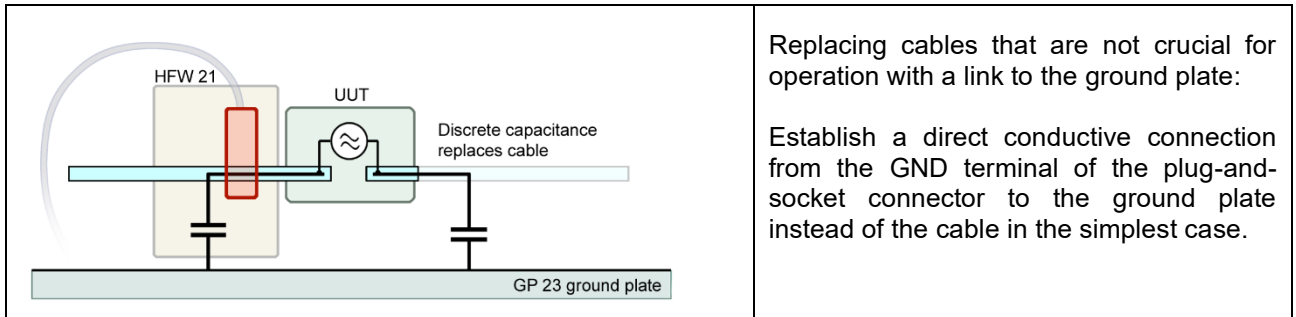 HFW 21
UUT
Discrete capacitance
replaces cable
GP 23 ground plate
Replacing cables that are not crucial for
operation with a link to the ground plate:
Establish a direct conductive connection
from the GND terminal of the plug-and-
socket connector to the ground plate
instead of the cable in the simplest case.